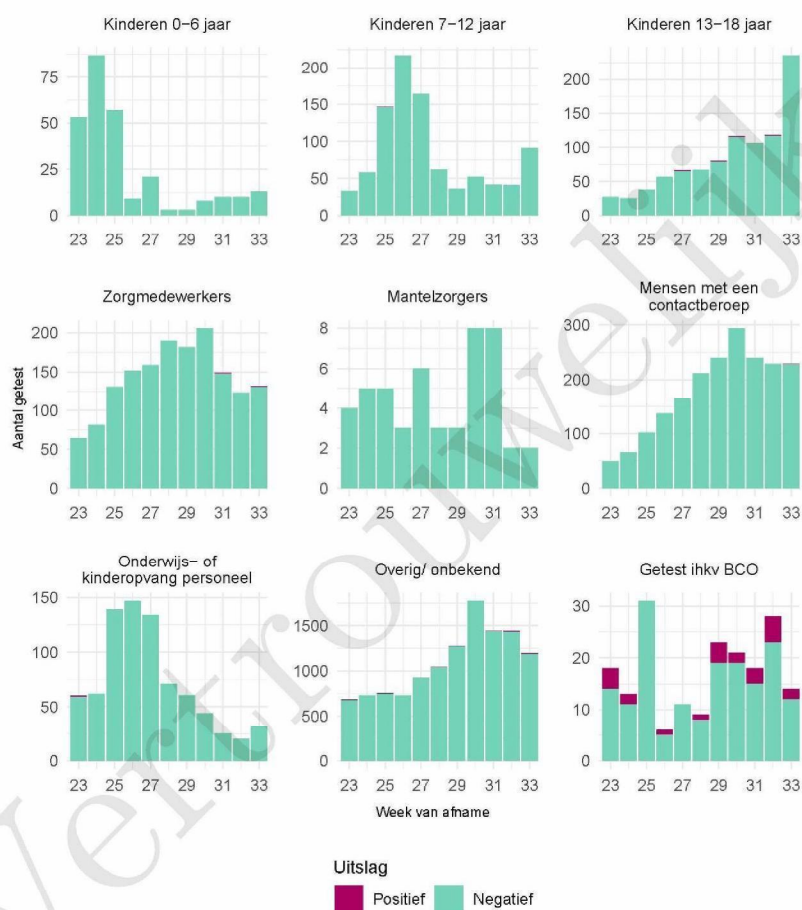 Kinderen 0−6 jaar
75
50
25
0
23 25 27 29 31 33
Kinderen 7−12 jaar
200
150
100
50
0
23 25 27 29 31 33
Kinderen 13−18 jaar
200
150
100
50
0
23 25 27 29 31 33
Aantal getest
Zorgmedewerkers
200
150
100
50
0
23 25 27 29 31 33
Mantelzorgers
8
6
4
2
0
23 25 27 29 31 33
Mensen met een
contactberoep
300
200
100
0
23 25 27 29 31 33
Onderwijs− of
kinderopvang personeel
150
100
50
0
23 25 27 29 31 33
Overig/ onbekend
1500
1000
500
0
23 25 27 29 31 33
Getest ihkv BCO
30
20
10
0
23 25 27 29 31 33
Week van afname
Uitslag
Positief Negatief
Vertrouwelijk